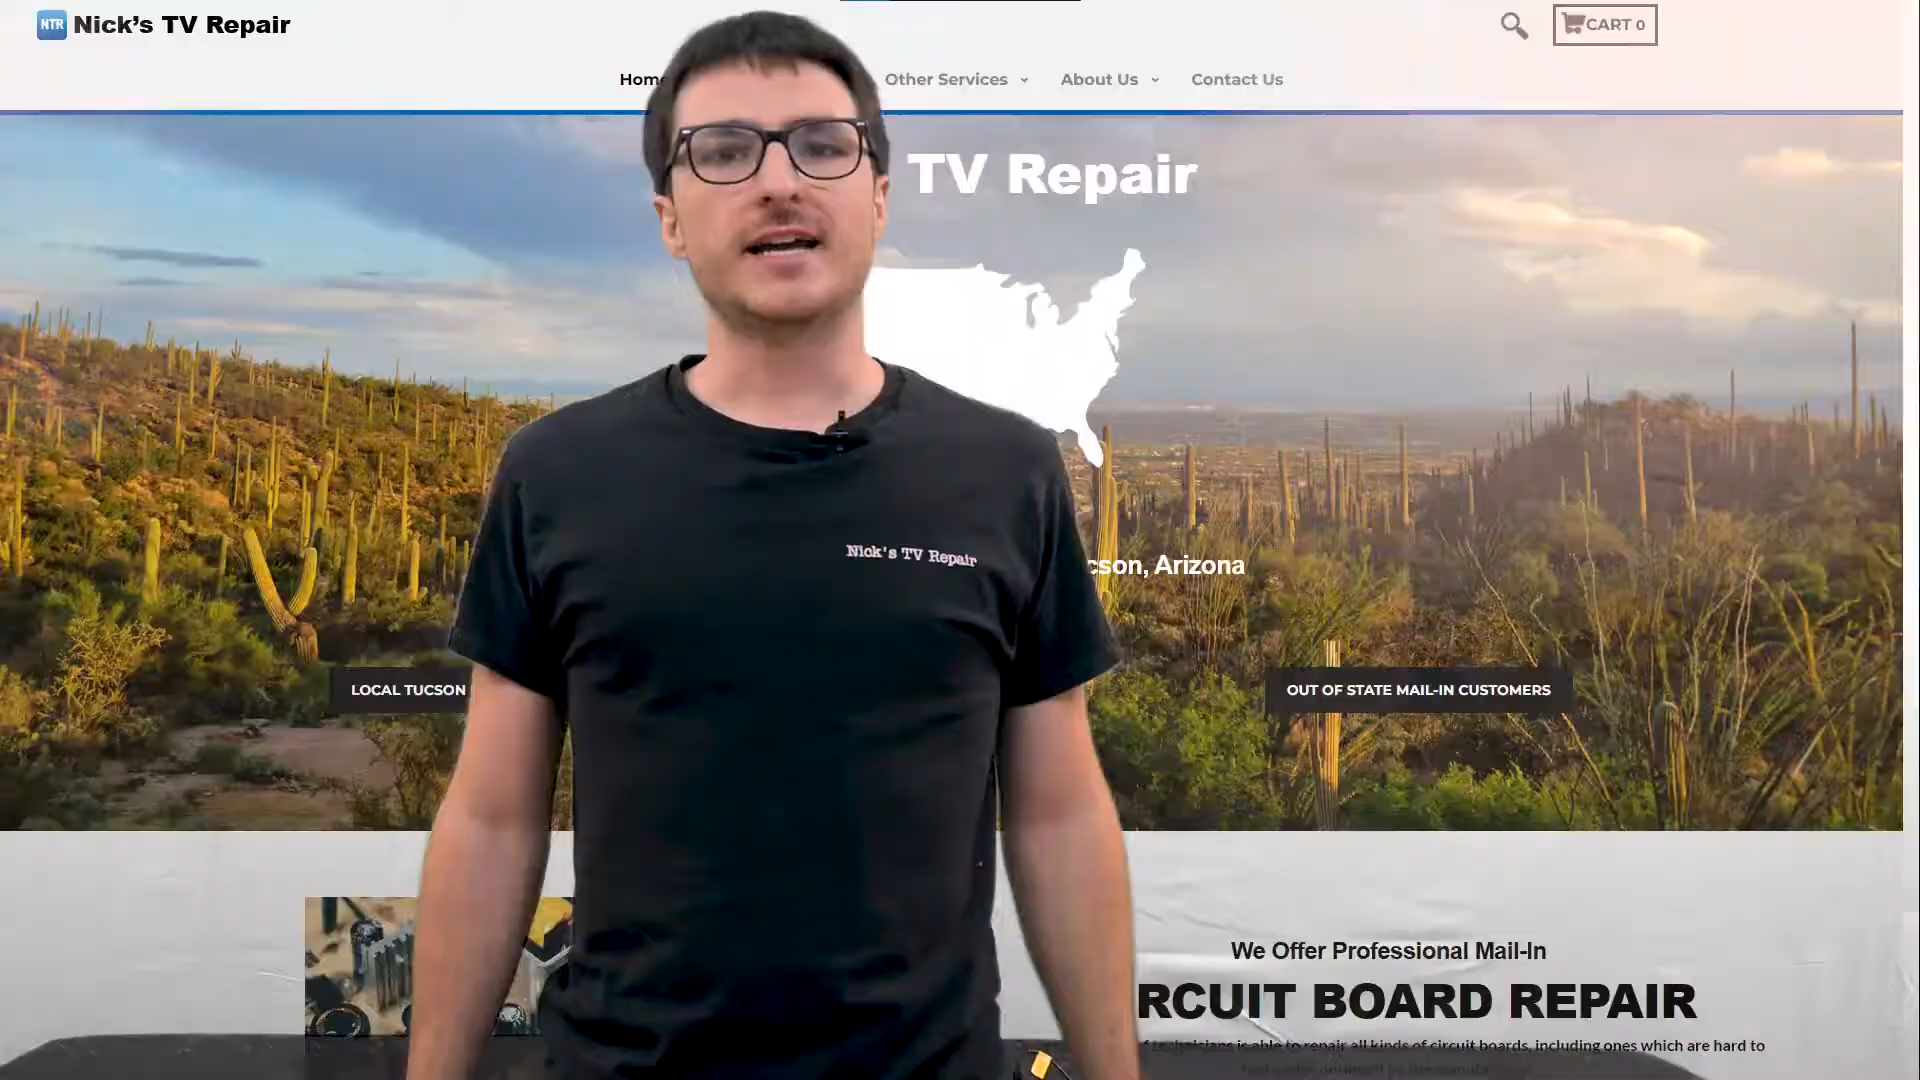 NTR Nick's TV Repair
CART 0
Home
Other Services
About Us
Contact Us
TV Repair
Nick's TV Repair
cson, Arizona
LOCAL TUCSON
OUT OF STATE MAIL-IN CUSTOMERS
We Offer Professional Mail-In
RCUIT BOARD REPAIR
technicians is able to repair all kinds of circuit boards, including ones which are hard to